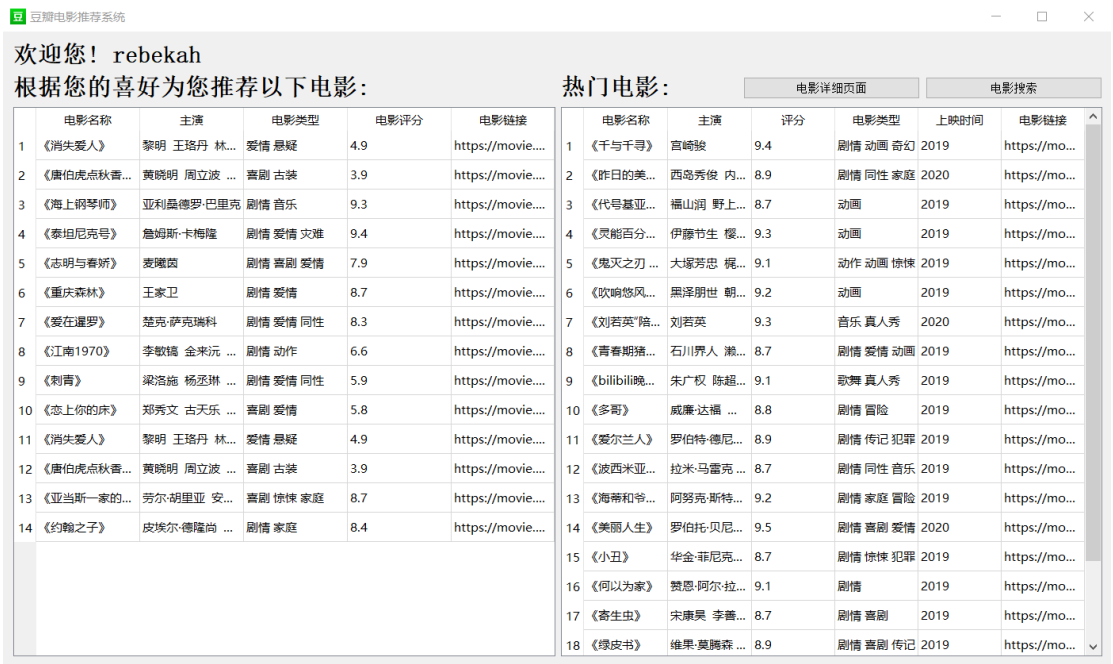 豆 豆瓣电影推荐系统
欢迎您! rebekah
根据您的喜好为您推荐以下电影:
电影名称 主演 电影类型 电影评分 电影链接
1 《消失爱人》 黎明 王珞丹 林... 爱情 悬疑 4.9 https://movie....
2 《唐伯虎点秋香... 黄晓明 周立波 ... 喜剧 古装 3.9 https://movie....
3 《海上钢琴师》 亚利桑德罗·巴里克 剧情 音乐 9.3 https://movie....
4 《泰坦尼克号》 詹姆斯·卡梅隆 剧情 爱情 灾难 9.4 https://movie....
5 《志明与春娇》 麦曦茵 剧情 喜剧 爱情 7.9 https://movie....
6 《重庆森林》 王家卫 剧情 爱情 8.7 https://movie....
7 《爱在暹罗》 楚克·萨克瑞科 剧情 爱情 同性 8.3 https://movie....
8 《江南1970》 李敏镐 金来沅 ... 剧情 动作 6.6 https://movie....
9 《刺青》 梁洛施 杨丞琳 ... 剧情 爱情 同性 5.9 https://movie....
10 《恋上你的床》 郑秀文 古天乐 ... 喜剧 爱情 5.8 https://movie....
11 《消失爱人》 黎明 王珞丹 林... 爱情 悬疑 4.9 https://movie....
12 《唐伯虎点秋香... 黄晓明 周立波 ... 喜剧 古装 3.9 https://movie....
13 《亚当斯一家的... 劳尔·胡里亚 安... 喜剧 惊悚 家庭 8.7 https://movie....
14 《约翰之子》 皮埃尔·德隆尚 ... 剧情 家庭 8.4 https://movie....
热门电影:
电影详细页面
电影搜索
电影名称 主演 评分 电影类型 上映时间 电影链接
1 《千与千寻》 宫崎骏 9.4 剧情 动画 奇幻 2019 https://mo...
2 《昨日的美... 西岛秀俊 内... 8.9 剧情 同性 家庭 2020 https://mo...
3 《代号基亚... 福山润 野上... 8.7 动画 2019 https://mo...
4 《灵能百分... 伊藤节生 樱... 9.3 动画 2019 https://mo...
5 《鬼灭之刃 ... 大塚芳忠 梶... 9.1 动作 动画 惊悚 2019 https://mo...
6 《吹响悠风... 黑泽朋世 朝... 9.2 动画 2019 https://mo...
7 《刘若英“陪... 刘若英 9.3 音乐 真人秀 2020 https://mo...
8 《青春期猪... 石川界人 濑... 8.7 剧情 爱情 动画 2019 https://mo...
9 《bilibili晚... 朱广权 陈超... 9.1 歌舞 真人秀 2019 https://mo...
10 《多哥》 威廉·达福 ... 8.8 剧情 冒险 2019 https://mo...
11 《爱尔兰人》 罗伯特·德尼... 8.9 剧情 传记 犯罪 2019 https://mo...
12 《波西米亚... 拉米·马雷克 ... 8.7 剧情 同性 音乐 2019 https://mo...
13 《海蒂和爷... 阿努克·斯特... 9.2 剧情 家庭 冒险 2019 https://mo...
14 《美丽人生》 罗伯托·贝尼... 9.5 剧情 喜剧 爱情 2020 https://mo...
15 《小丑》 华金·菲尼克... 8.7 剧情 惊悚 犯罪 2019 https://mo...
16 《何以为家》 赞恩·阿尔·拉... 9.1 剧情 2019 https://mo...
17 《寄生虫》 宋康昊 李善... 8.7 剧情 喜剧 2019 https://mo...
18 《绿皮书》 维果·莫腾森 ... 8.9 剧情 喜剧 传记 2019 https://mo...